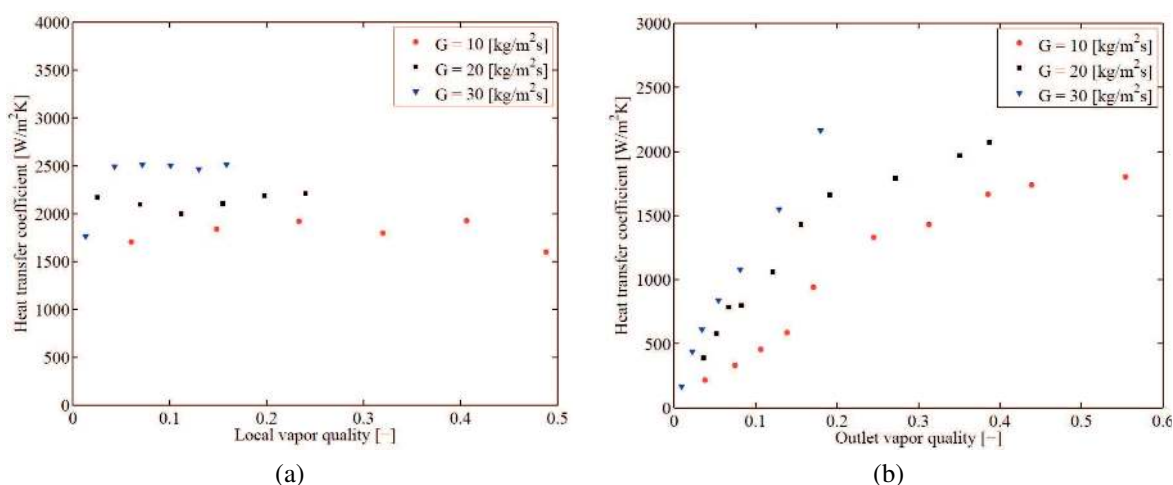 4000
3500
3000
2500
2000
1500
1000
500
0
Heat transfer coefficient [W/m²K]
G = 10 [kg/m²s]
G = 20 [kg/m²s]
G = 30 [kg/m²s]
0 0.1 0.2 0.3 0.4 0.5
Local vapor quality [−]
(a)
3000
2500
2000
1500
1000
500
0
Heat transfer coefficient [W/m²K]
G = 10 [kg/m²s]
G = 20 [kg/m²s]
G = 30 [kg/m²s]
0 0.1 0.2 0.3 0.4 0.5 0.6
Outlet vapor quality [−]
(b)